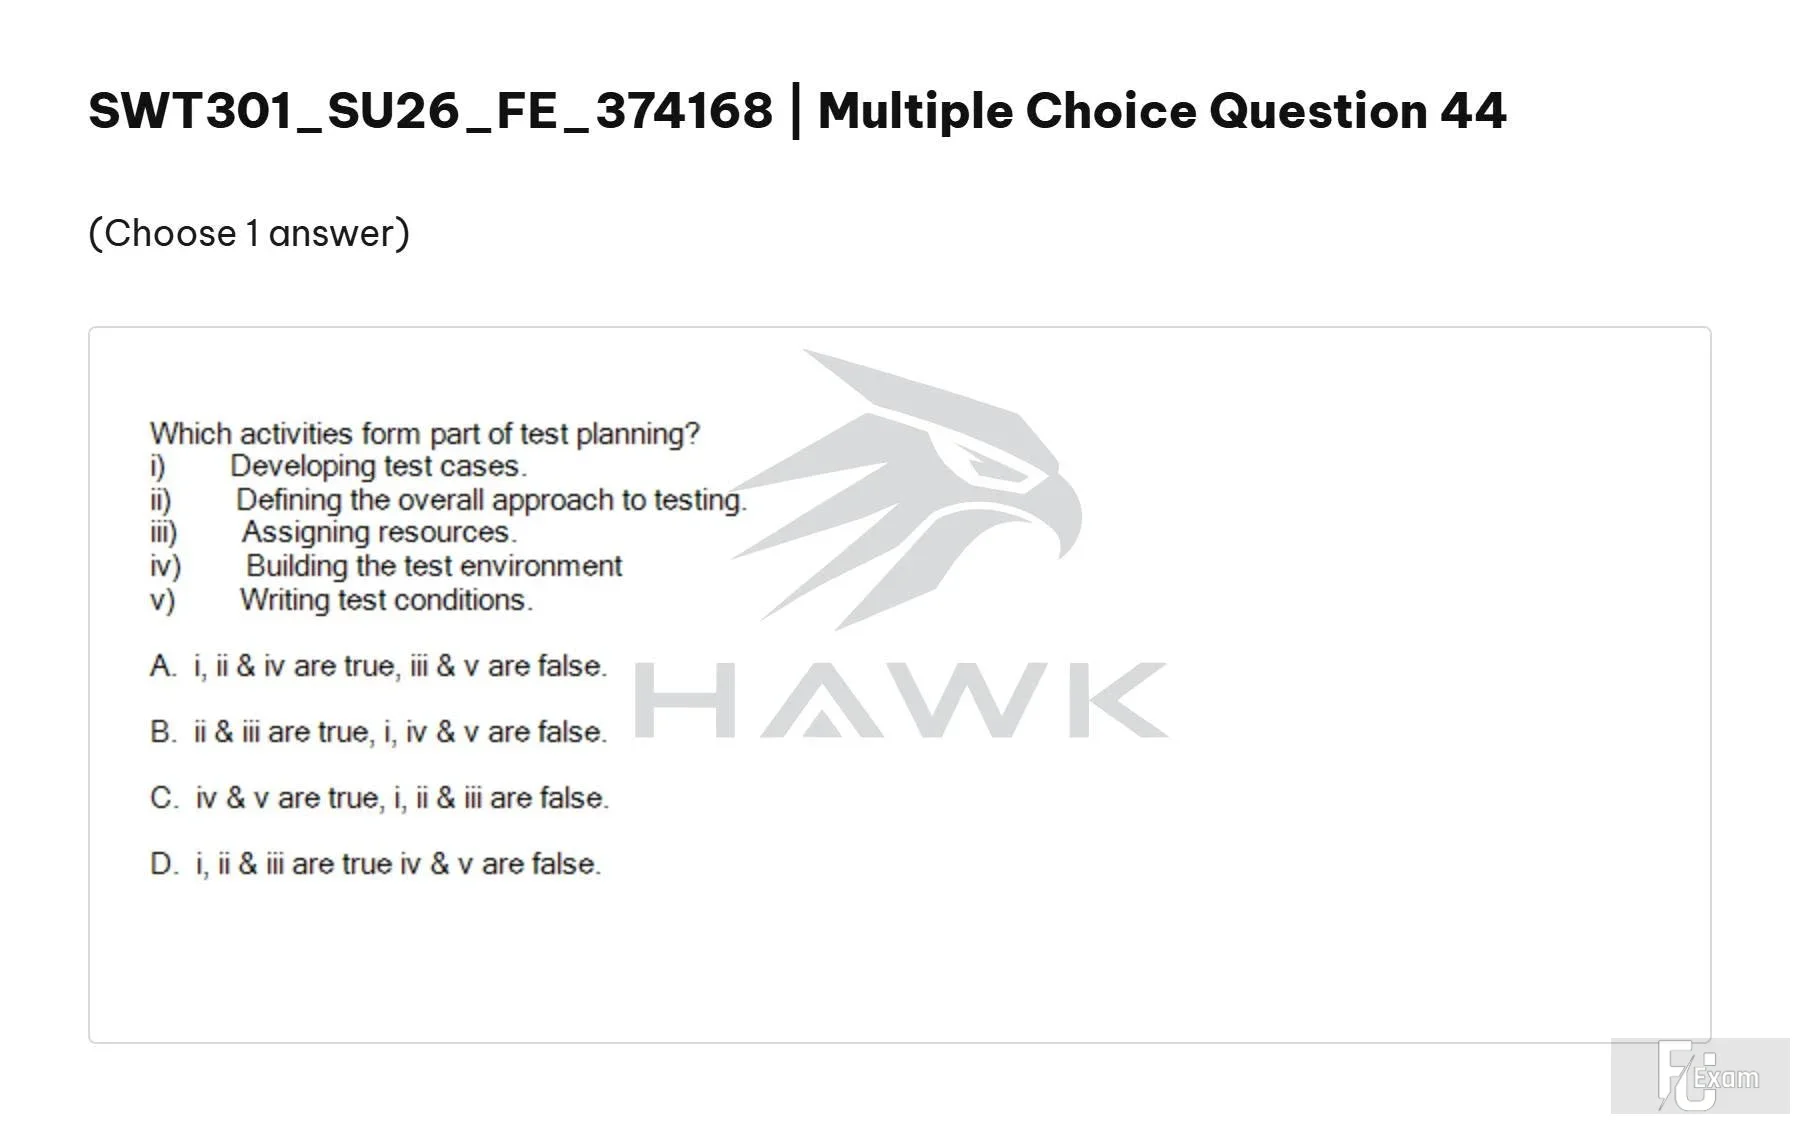 SWT301_SU26_FE_374168 | Multiple Choice Question 44
(Choose 1 answer)
Which activities form part of test planning?
i) Developing test cases.
ii) Defining the overall approach to testing.
iii) Assigning resources.
iv) Building the test environment
v) Writing test conditions.
A. i, ii & iv are true, iii & v are false.
B. ii & iii are true, i, iv & v are false.
C. iv & v are true, i, ii & iii are false.
D. i, ii & iii are true iv & v are false.
HAWK
FU Exam